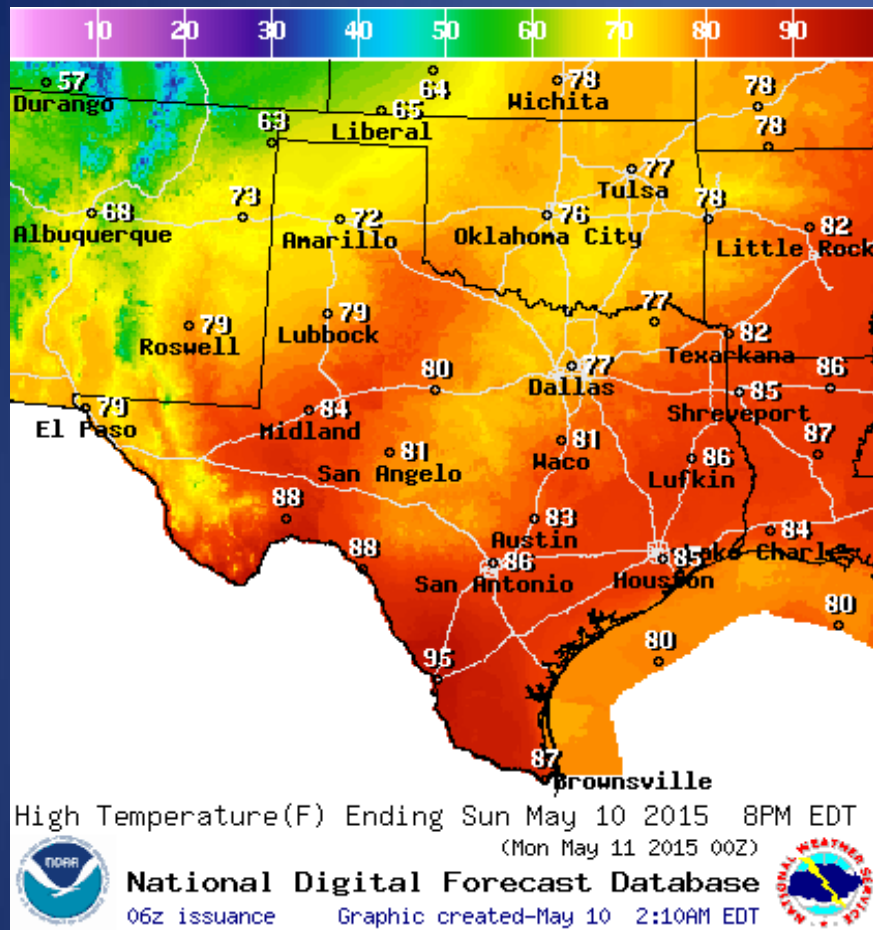 10 20 30 40 50 60 70 80 90
57 64 78 78
Durango 65 Wichita
63 Liberal 78
77
Tulsa
68 73 72 76 78 82
Albuquerque Amarillo Oklahoma City Little Rock
79 79 77
Roswell Lubbock 82
Texarkana
80 77 86
Dallas 85
79 84 Shreveport
El Paso Midland
81 81 86 87
San Angelo Waco Lufkin
88 83 84
Austin
88 86 85 Lake Charles
San Antonio Houston
80
95 80
87
Brownsville
High Temperature(F) Ending Sun May 10 2015 8PM EDT
(Mon May 11 2015 00Z)
NOAA
National Digital Forecast Database
06z issuance Graphic created-May 10 2:10AM EDT
NATIONAL WEATHER SERVICE